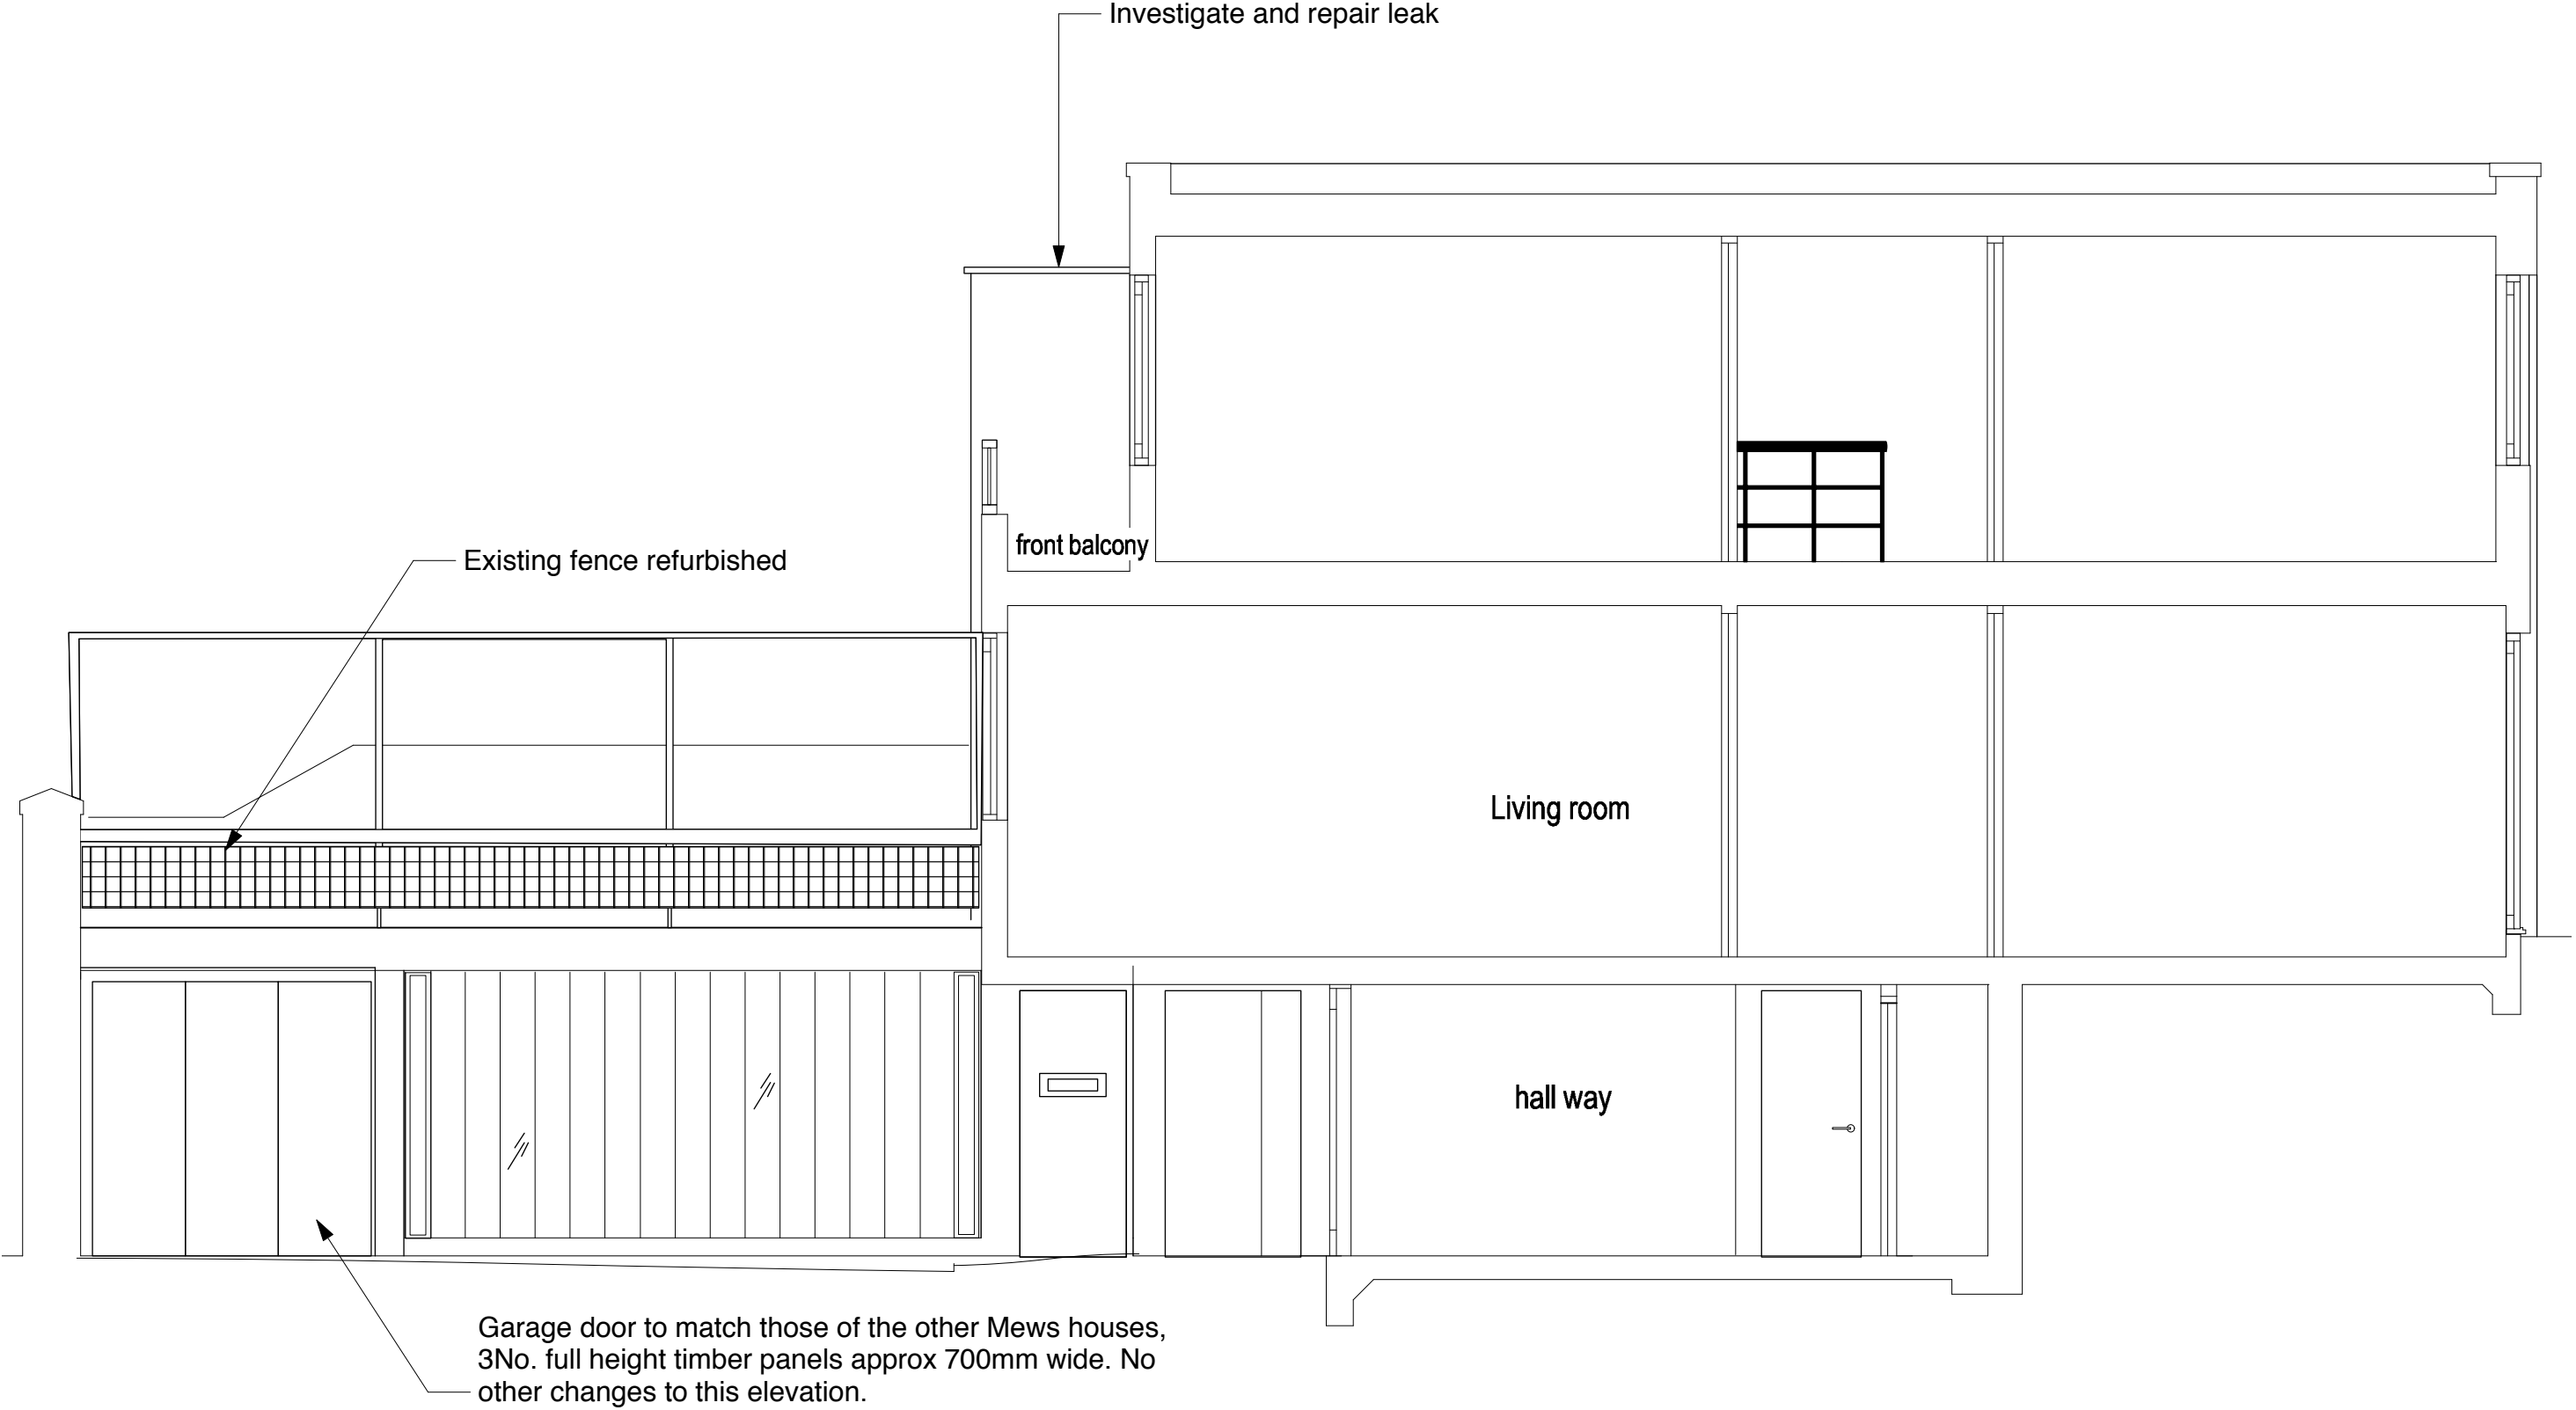 Investigate and repair leak
front balcony
Existing fence refurbished
Living room
hall way
Garage door to match those of the other Mews houses,
3No. full height timber panels approx 700mm wide. No
other changes to this elevation.